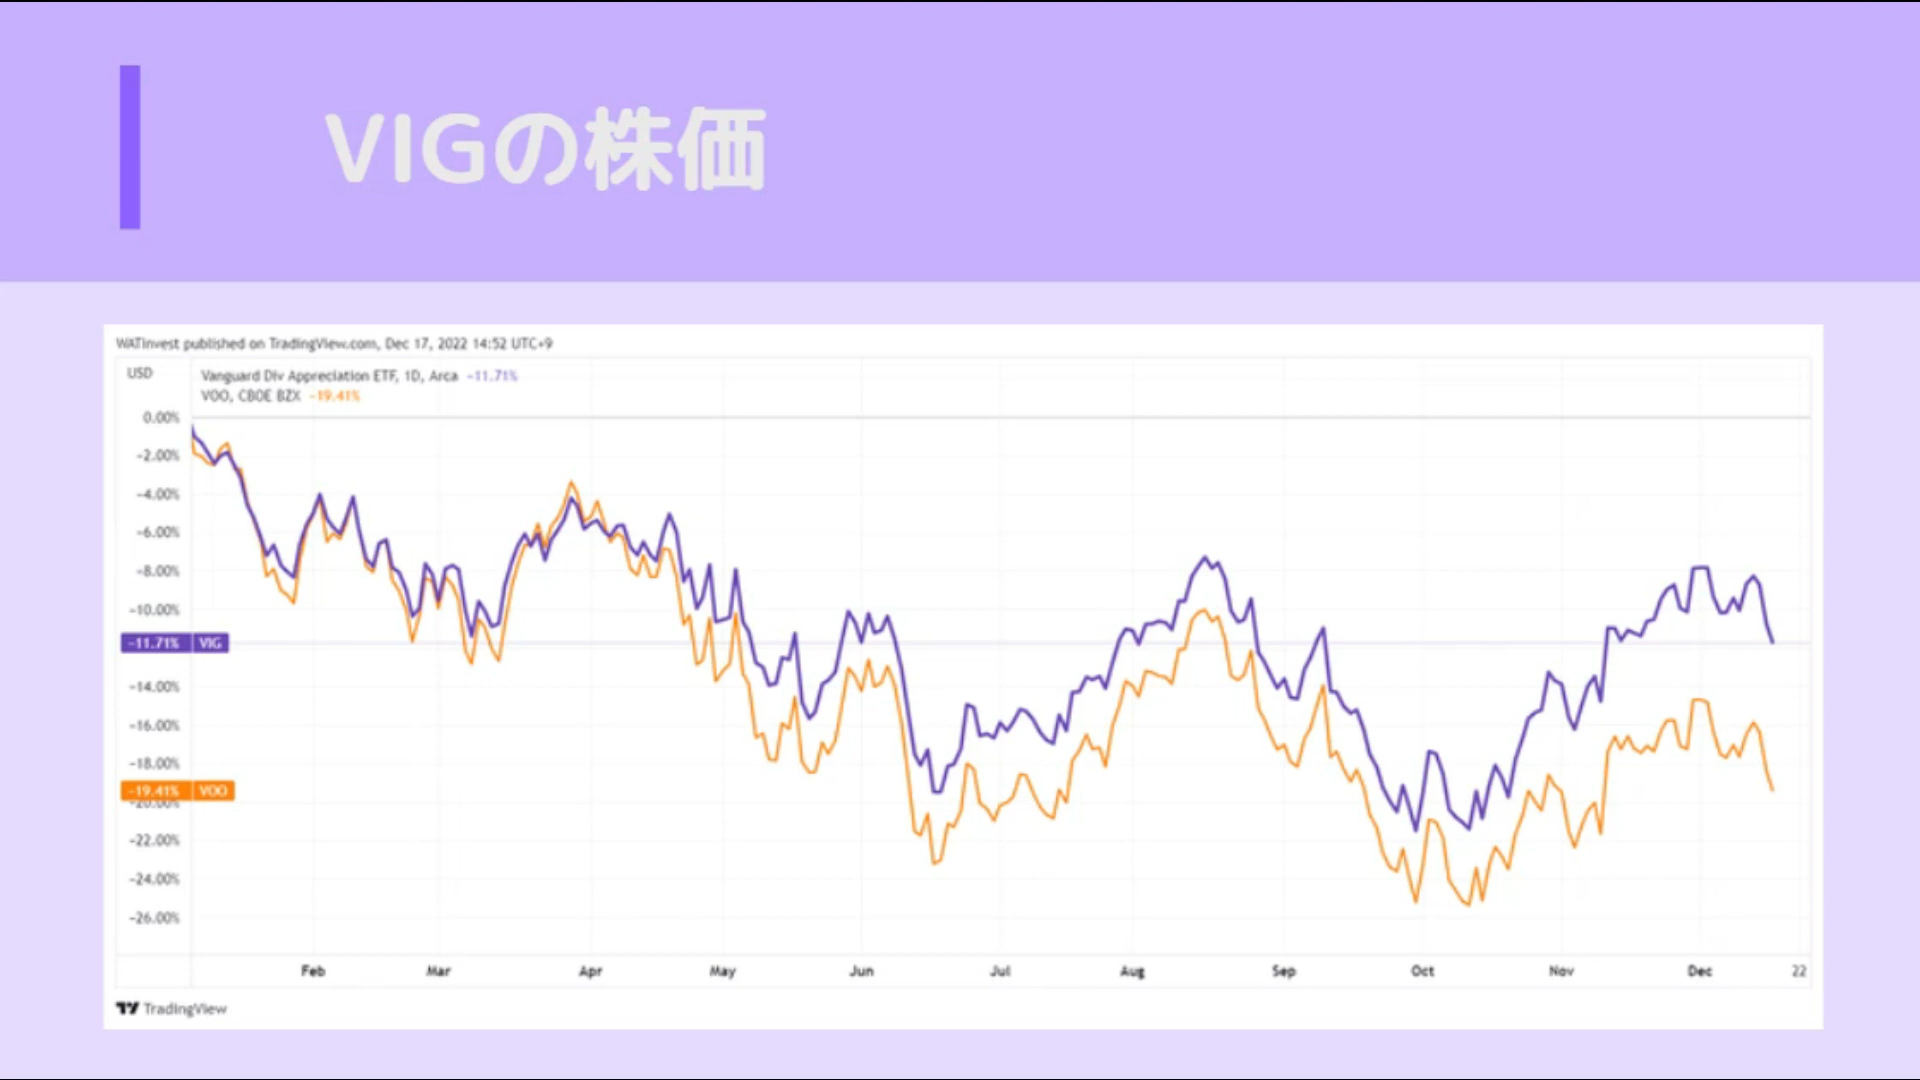 VIGの株価
WATInvest published on TradingView.com, Dec 17, 2022 14:52 UTC+9
USD
Vanguard Div Appreciation ETF, 1D, Arca -11.71%
VOO, CBOE BZX -19.41%
0.00%
-2.00%
-4.00%
-6.00%
-8.00%
-10.00%
-11.71% VIG
-14.00%
-16.00%
-18.00%
-19.41% VOO
-20.00%
-22.00%
-24.00%
-26.00%
Feb Mar Apr May Jun Jul Aug Sep Oct Nov Dec 22
TradingView